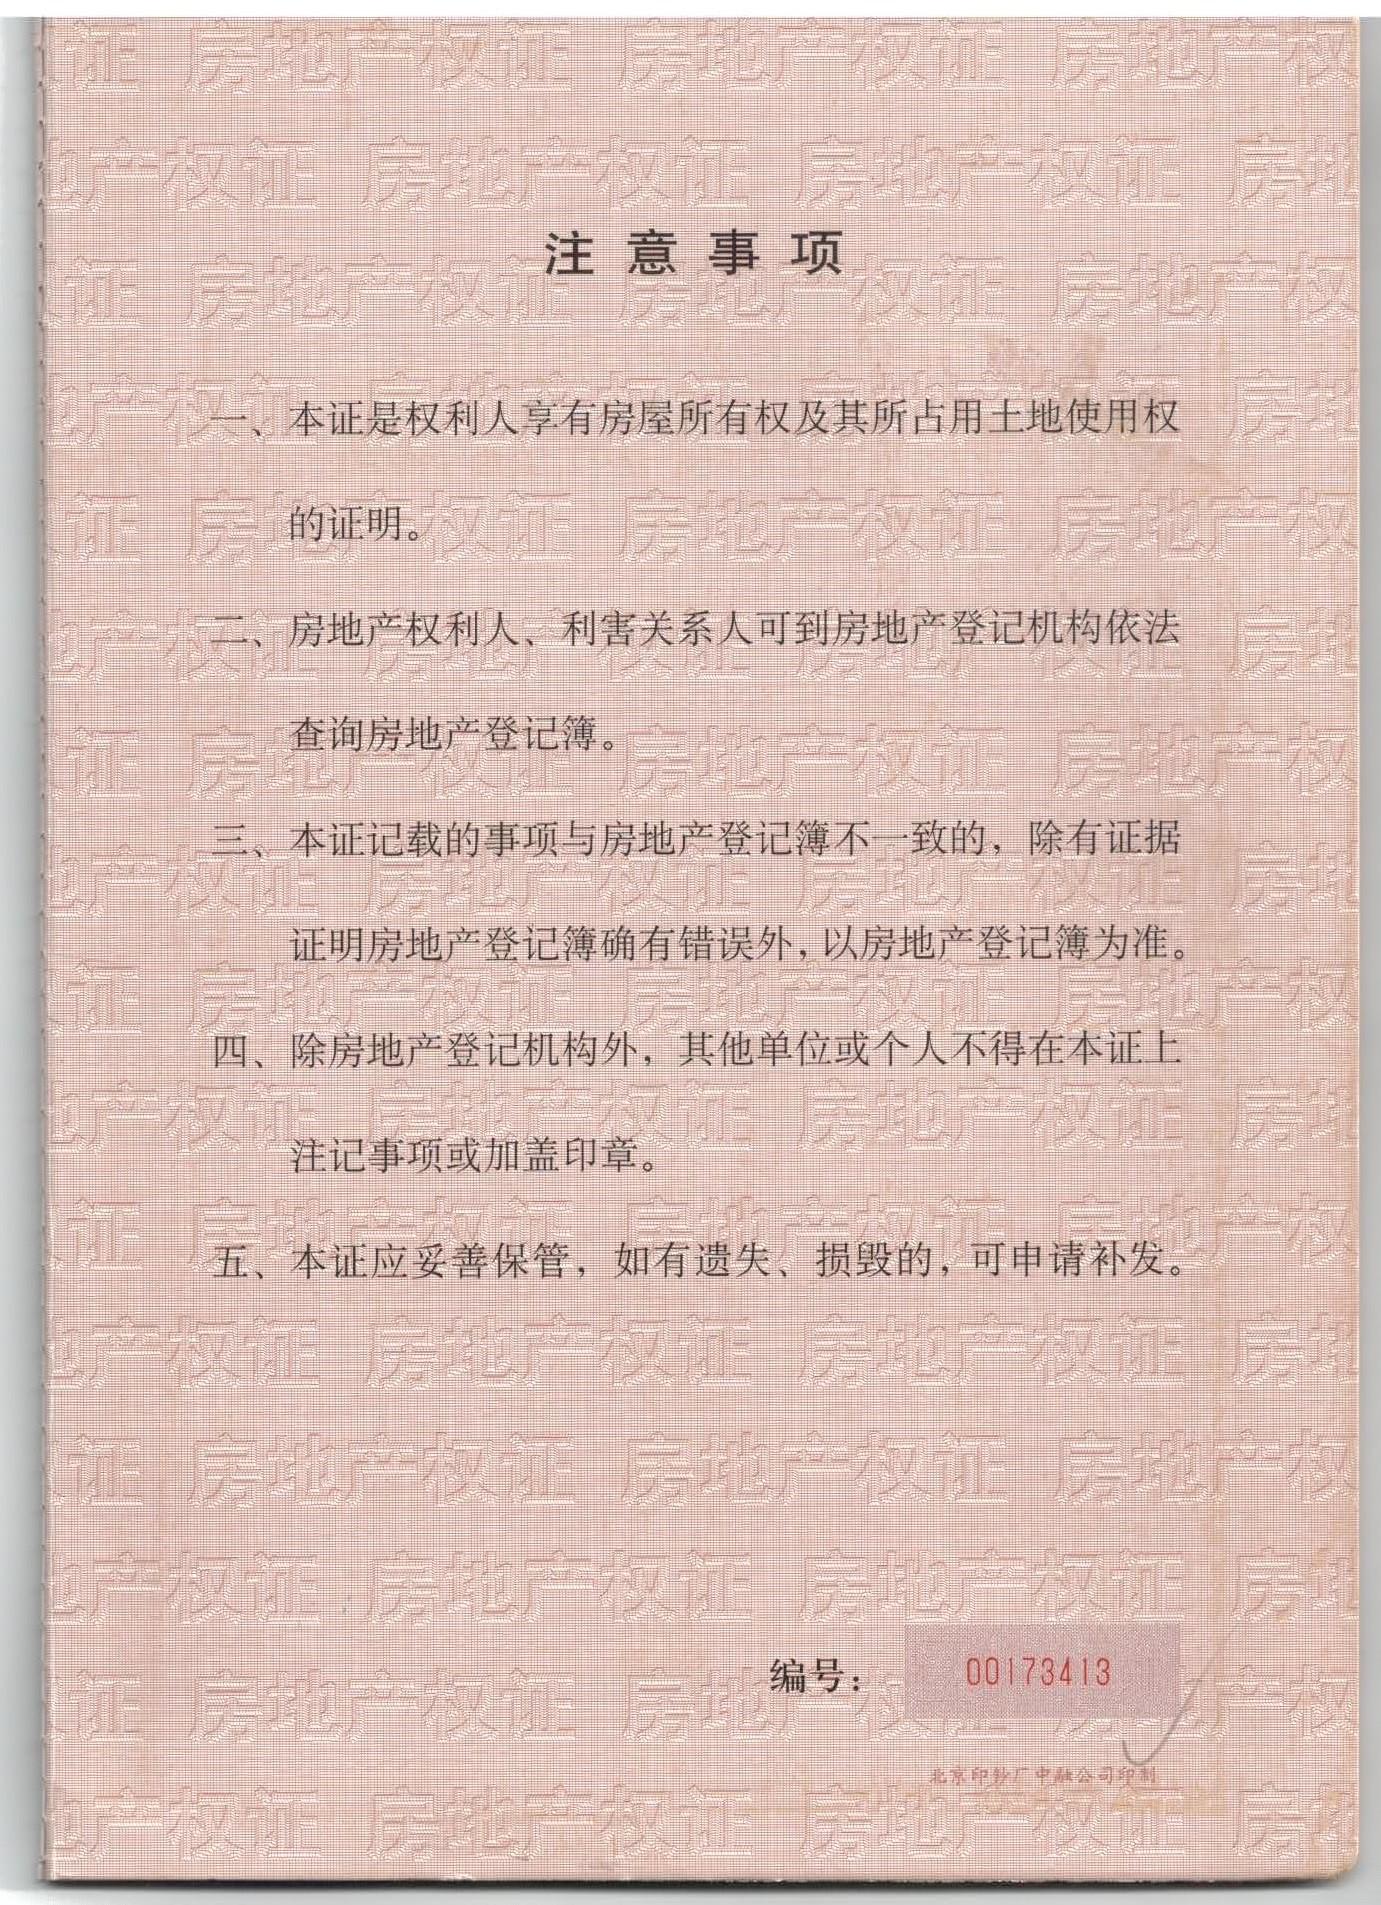 注意事项
一、本证是权利人享有房屋所有权及其所占用土地使用权
的证明。
二、房地产权利人、利害关系人可到房地产登记机构依法
查询房地产登记簿。
三、本证记载的事项与房地产登记簿不一致的，除有证据
证明房地产登记簿确有错误外，以房地产登记簿为准。
四、除房地产登记机构外，其他单位或个人不得在本证上
注记事项或加盖印章。
五、本证应妥善保管，如有遗失、损毁的，可申请补发。
编号：00173413
北京印钞厂中融公司印制